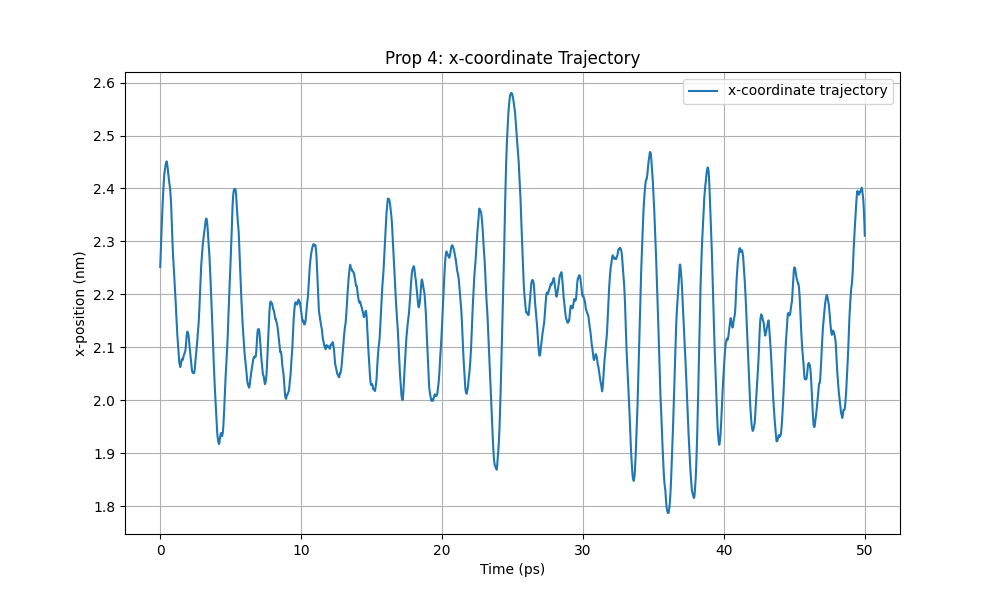 Prop 4: x-coordinate Trajectory
x-coordinate trajectory
x-position (nm)
2.6
2.5
2.4
2.3
2.2
2.1
2.0
1.9
1.8
0 10 20 30 40 50
Time (ps)